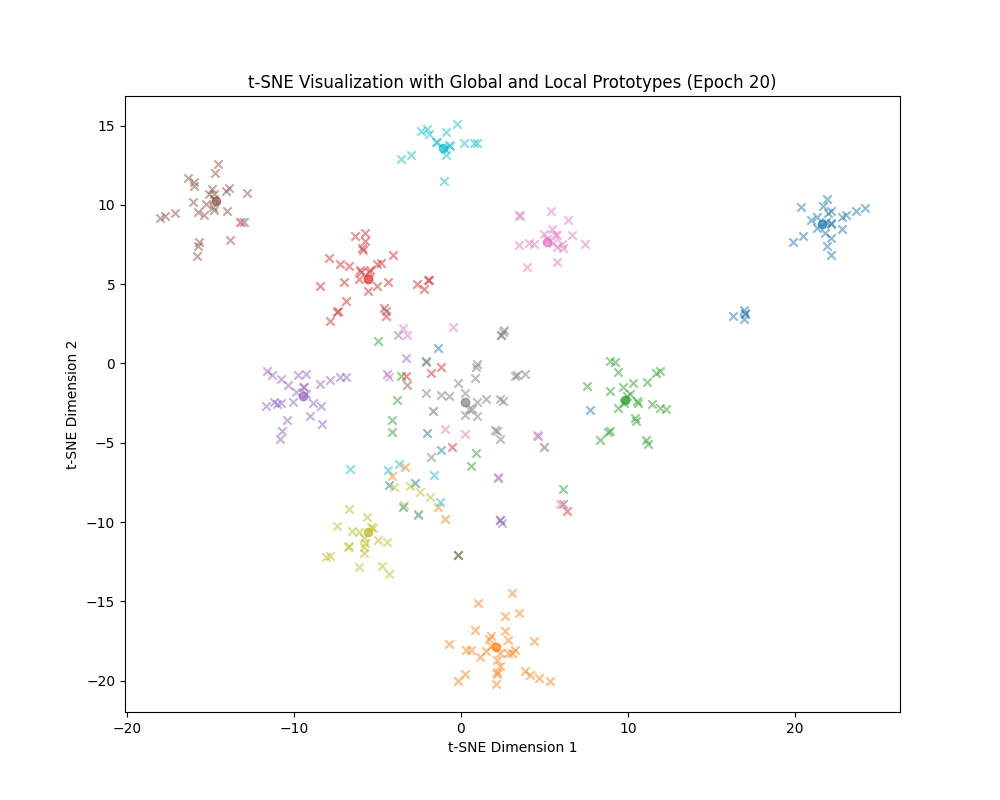 t-SNE Visualization with Global and Local Prototypes (Epoch 20)
15
10
5
0
−5
−10
−15
−20
t-SNE Dimension 2
−20 −10 0 10 20
t-SNE Dimension 1